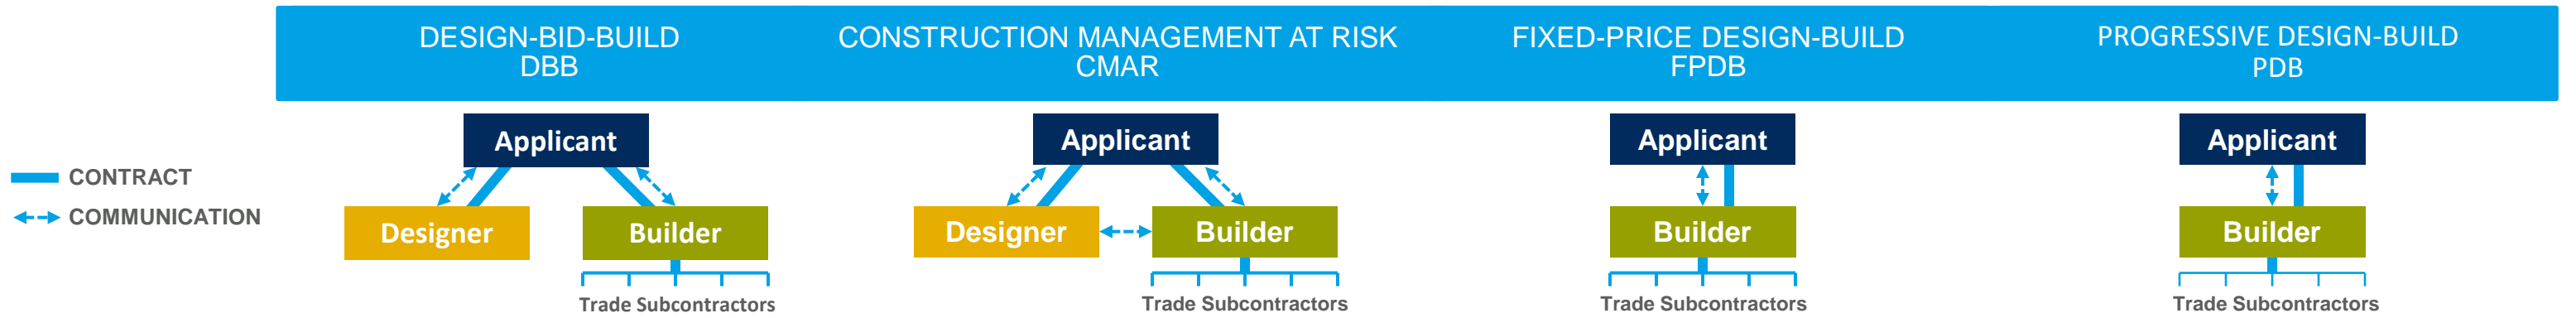 DESIGN-BID-BUILD
DBB
CONSTRUCTION MANAGEMENT AT RISK
CMAR
FIXED-PRICE DESIGN-BUILD
FPDB
PROGRESSIVE DESIGN-BUILD
PDB
CONTRACT
COMMUNICATION
Applicant
Designer
Builder
Trade Subcontractors
Applicant
Designer
Builder
Trade Subcontractors
Applicant
Builder
Trade Subcontractors
Applicant
Builder
Trade Subcontractors